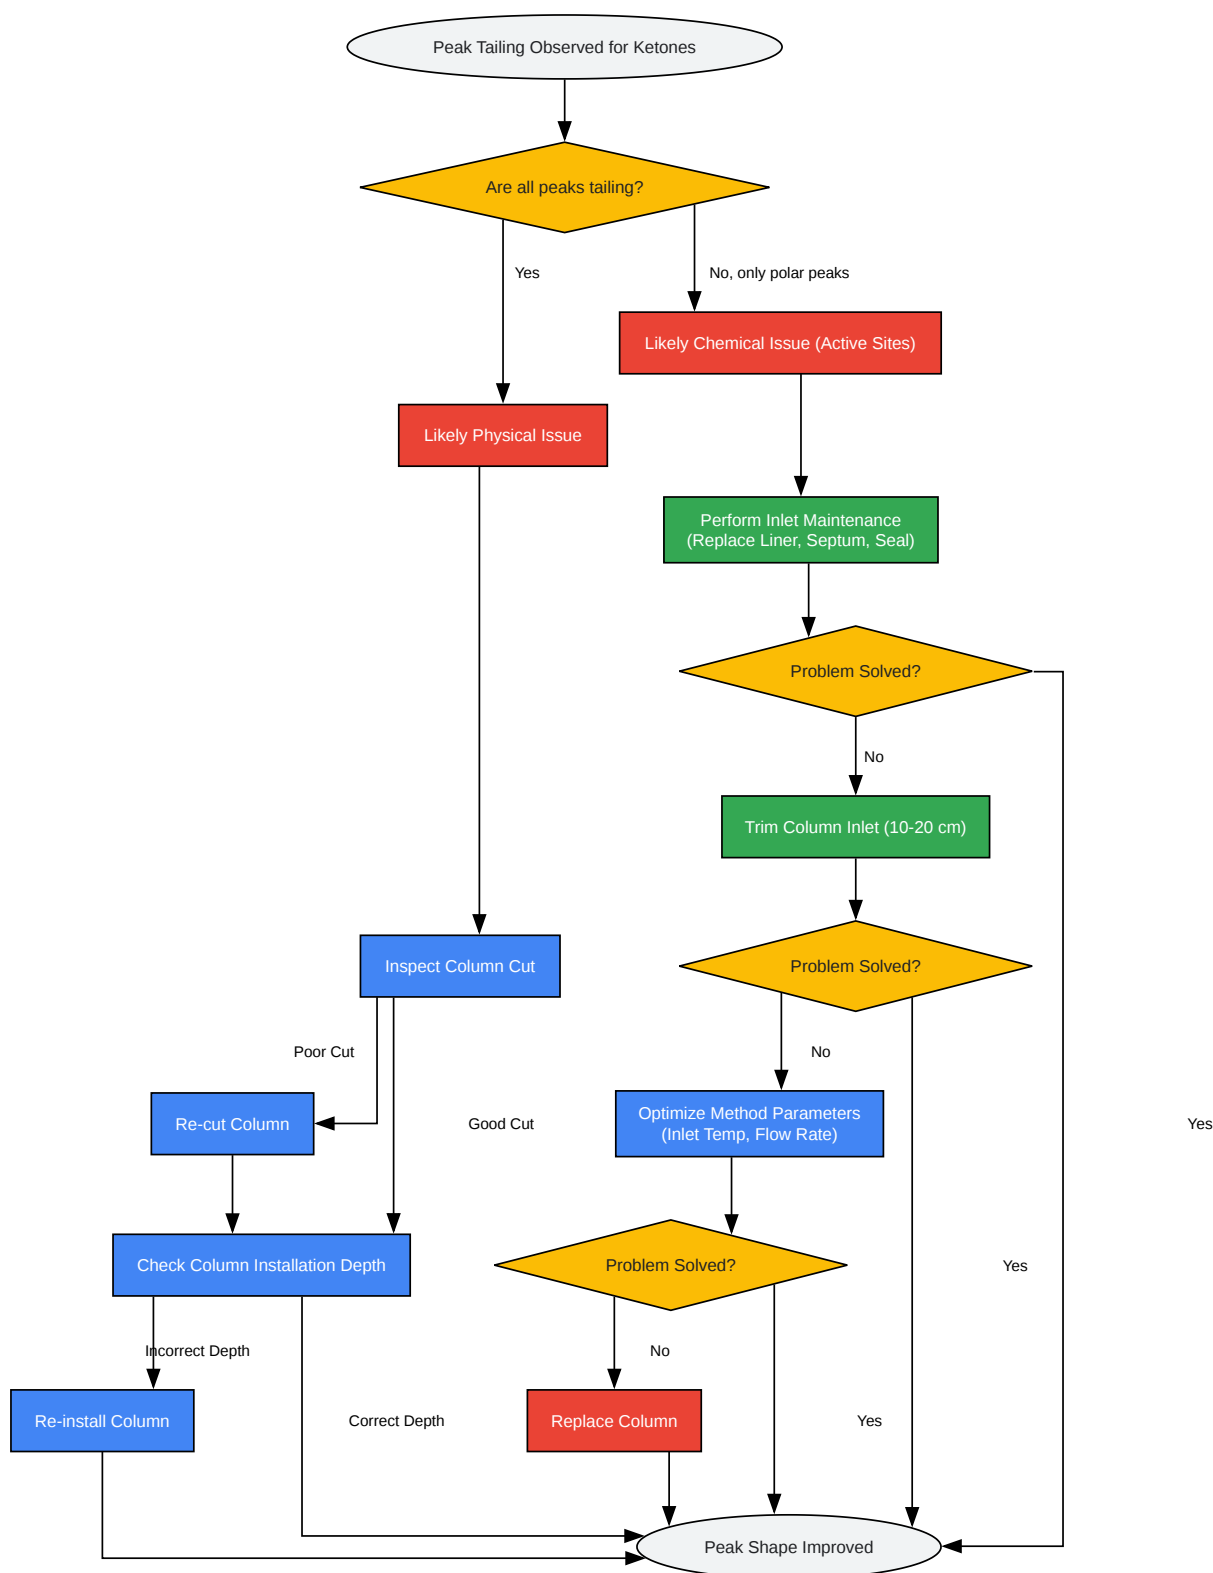 Peak Tailing Observed for Ketones
Are all peaks tailing?
Yes
No, only polar peaks
Likely Chemical Issue (Active Sites)
Likely Physical Issue
Perform Inlet Maintenance
(Replace Liner, Septum, Seal)
Problem Solved?
No
Trim Column Inlet (10-20 cm)
Inspect Column Cut
Problem Solved?
Poor Cut
No
Re-cut Column
Good Cut
Optimize Method Parameters
(Inlet Temp, Flow Rate)
Yes
Check Column Installation Depth
Problem Solved?
Yes
Incorrect Depth
No
Re-install Column
Correct Depth
Replace Column
Yes
Peak Shape Improved